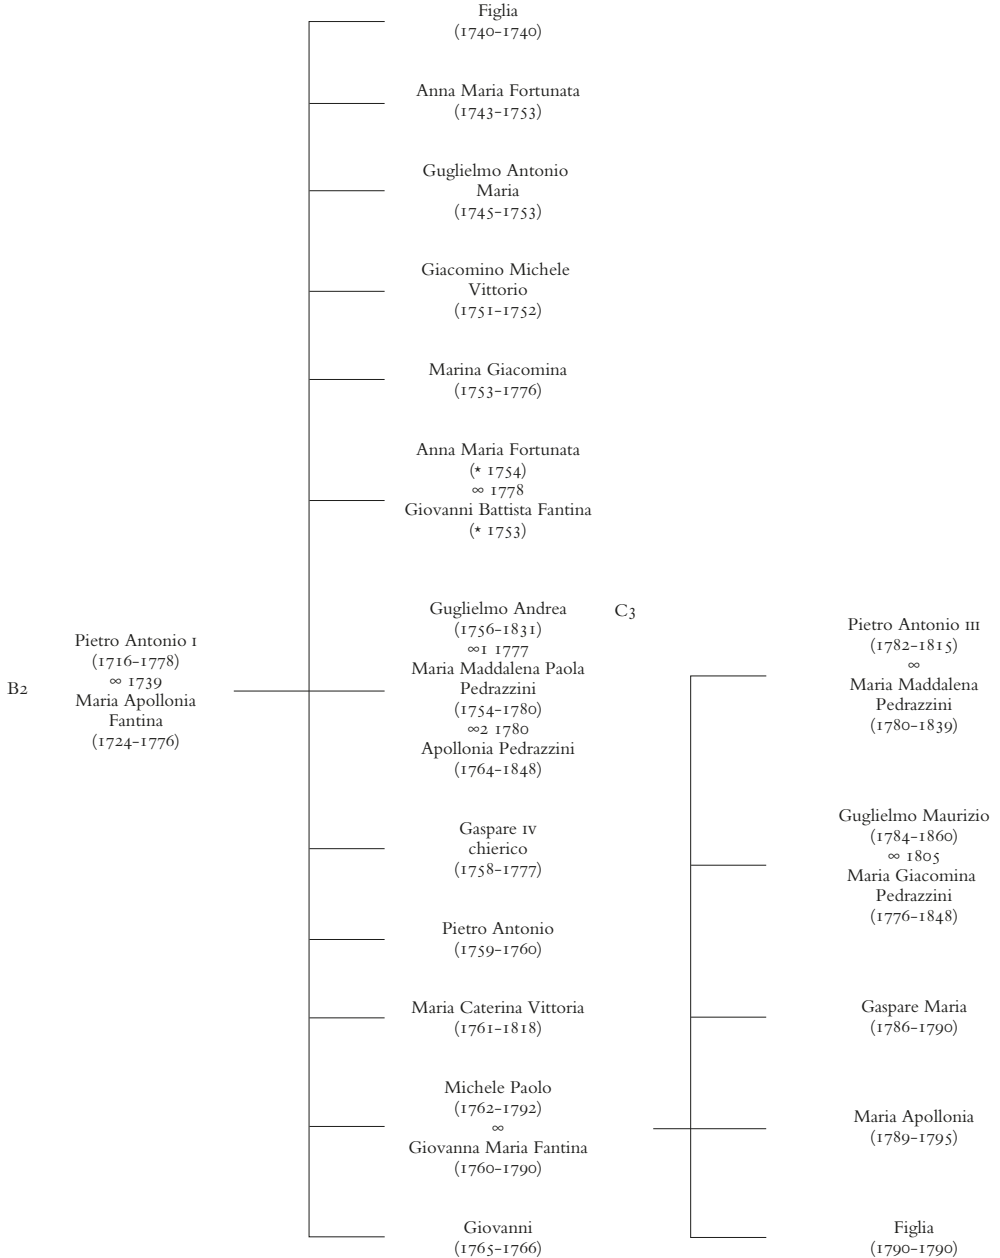 B2
Pietro Antonio I
(1716-1778)
∞ 1739
Maria Apollonia
Fantina
(1724-1776)
Figlia
(1740-1740)
Anna Maria Fortunata
(1743-1753)
Guglielmo Antonio
Maria
(1745-1753)
Giacomino Michele
Vittorio
(1751-1752)
Marina Giacomina
(1753-1776)
Anna Maria Fortunata
(* 1754)
∞ 1778
Giovanni Battista Fantina
(* 1753)
Guglielmo Andrea
(1756-1831)
∞1 1777
Maria Maddalena Paola
Pedrazzini
(1754-1780)
∞2 1780
Apollonia Pedrazzini
(1764-1848)
C3
Gaspare IV
chierico
(1758-1777)
Pietro Antonio
(1759-1760)
Maria Caterina Vittoria
(1761-1818)
Michele Paolo
(1762-1792)
∞
Giovanna Maria Fantina
(1760-1790)
Giovanni
(1765-1766)
Pietro Antonio III
(1782-1815)
∞
Maria Maddalena
Pedrazzini
(1780-1839)
Guglielmo Maurizio
(1784-1860)
∞ 1805
Maria Giacomina
Pedrazzini
(1776-1848)
Gaspare Maria
(1786-1790)
Maria Apollonia
(1789-1795)
Figlia
(1790-1790)